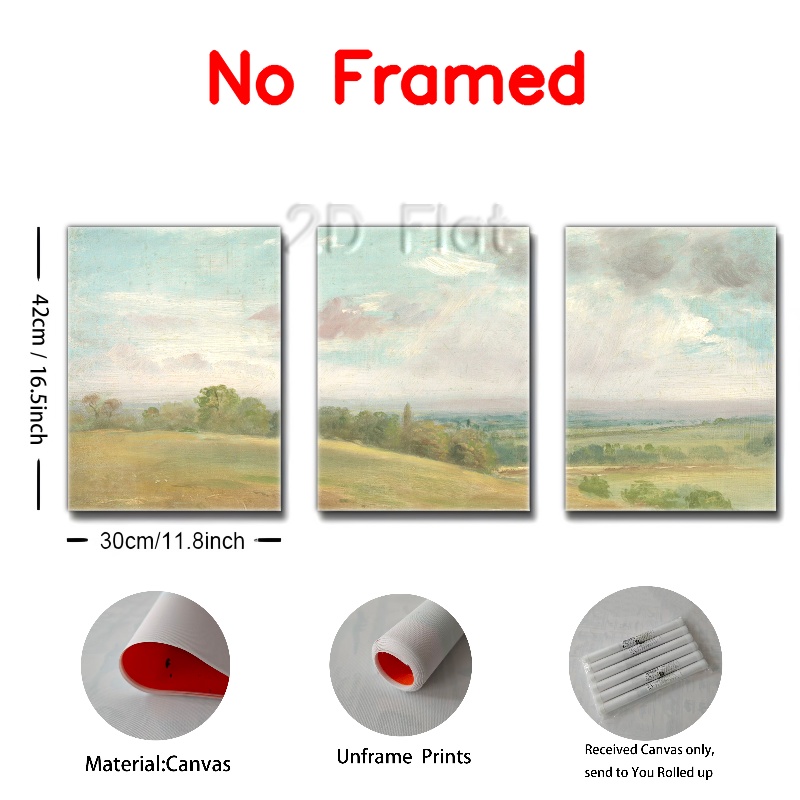 No Framed
2D Flat
42cm / 16.5inch
30cm/11.8inch
Material:Canvas
Unframe Prints
Received Canvas only,
send to You Rolled up